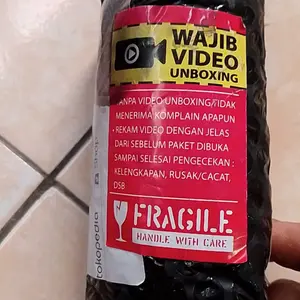 WAJIB
VIDEO
UNBOXING
TANPA VIDEO UNBOXING/TIDAK
MENERIMA KOMPLAIN APAPUN
• REKAM VIDEO DENGAN JELAS
DARI SEBELUM PAKET DIBUKA
SAMPAI SELESAI PENGECEKAN :
KELENGKAPAN, RUSAK/CACAT,
DSB
FRAGILE
HANDLE WITH CARE
tokopedia